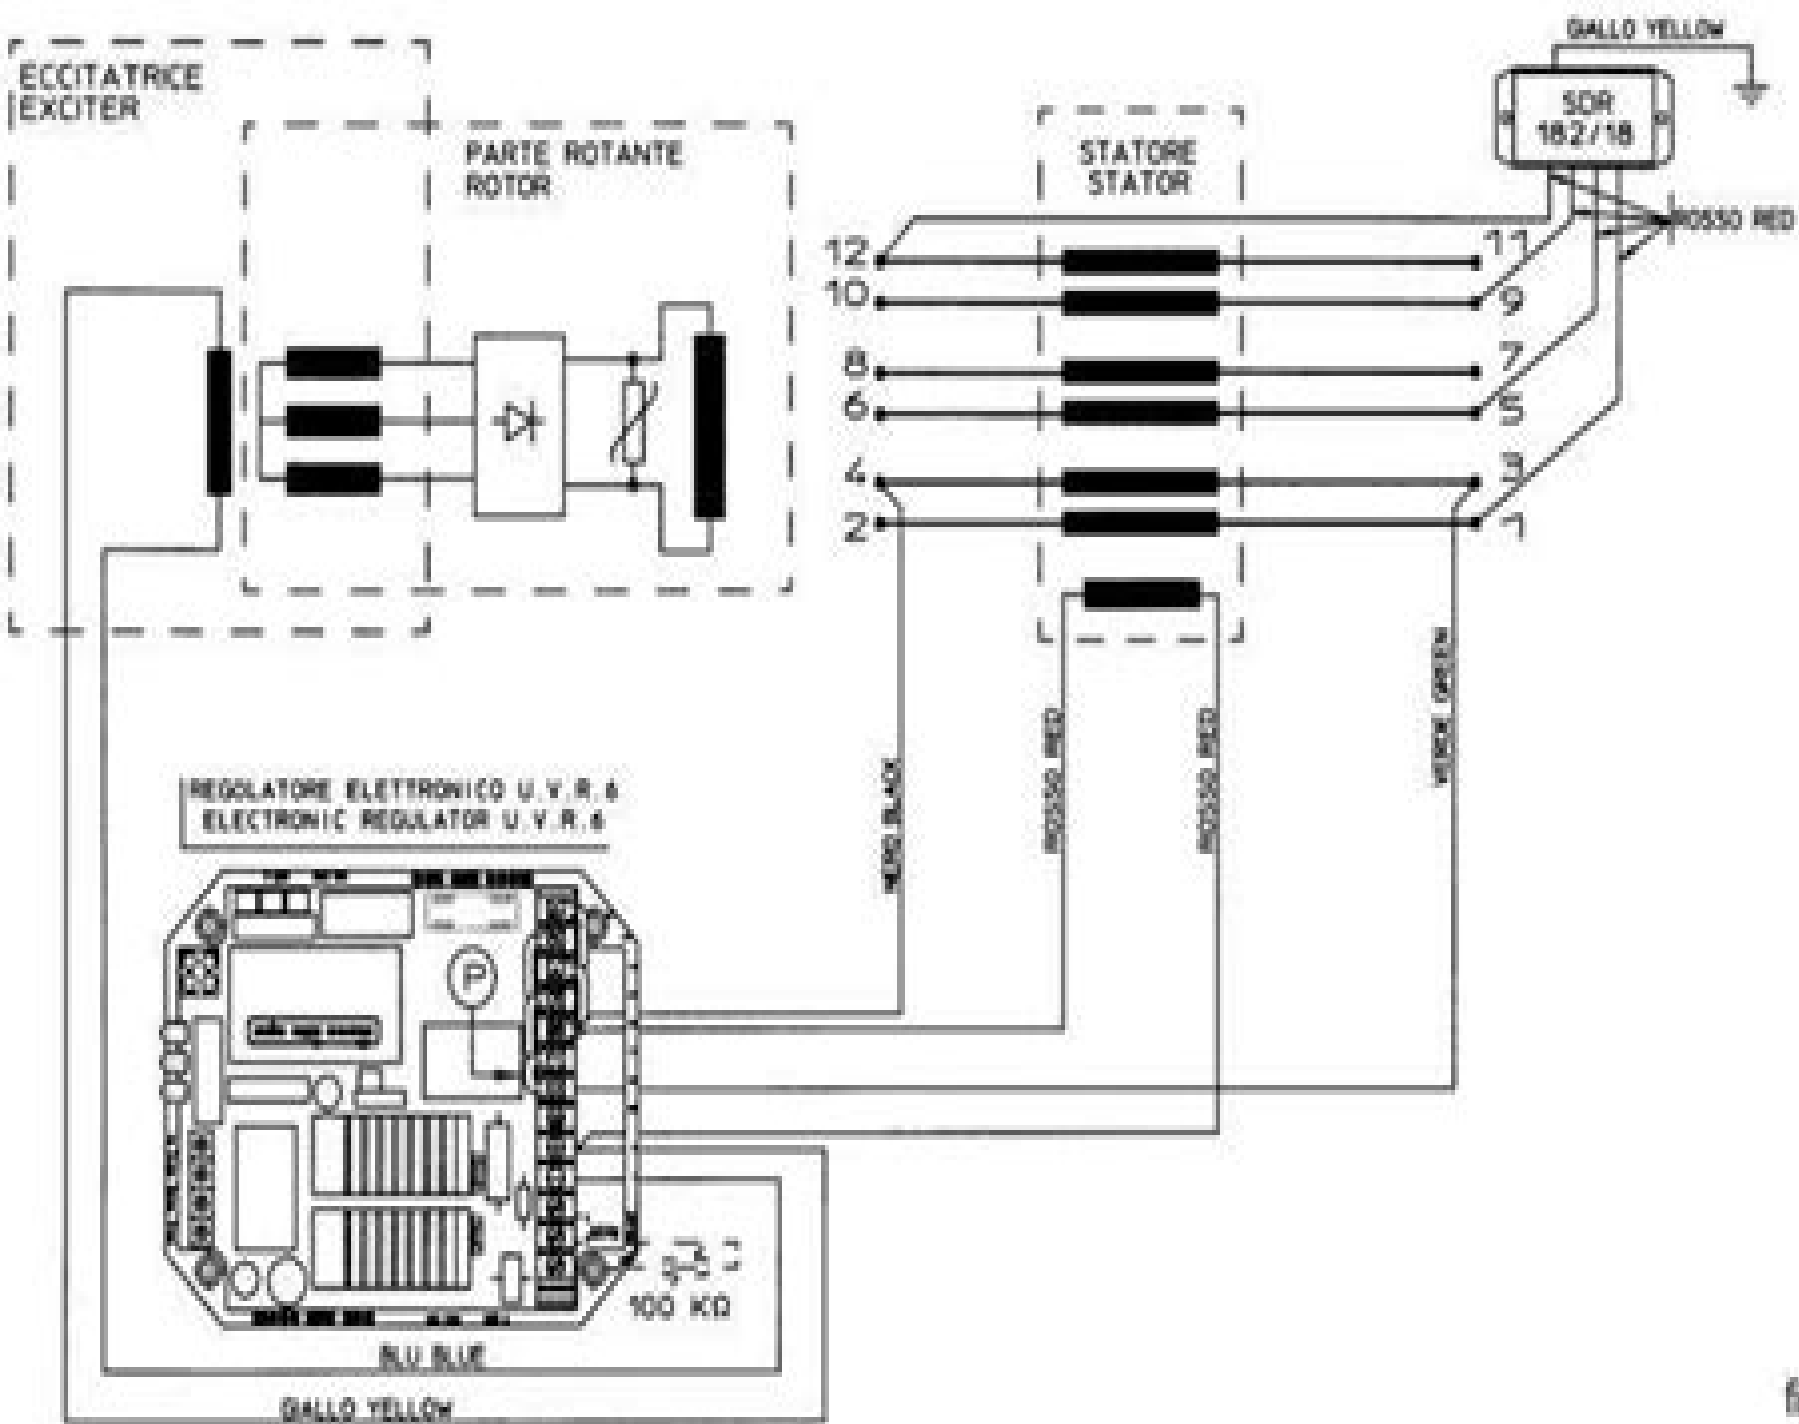 GIALLO YELLOW
ECCITATRICE
EXCITER
SDR
182/18
PARTE ROTANTE
ROTOR
STATORE
STATOR
ROSSO RED
12
11
10
9
8
7
6
5
4
3
2
1
VERDE GREEN
ROSSO RED
ROSSO RED
NERO BLACK
REGOLATORE ELETTRONICO U.V.R.6
ELECTRONIC REGULATOR U.V.R.6
P
100 KΩ
BLU BLUE
GIALLO YELLOW